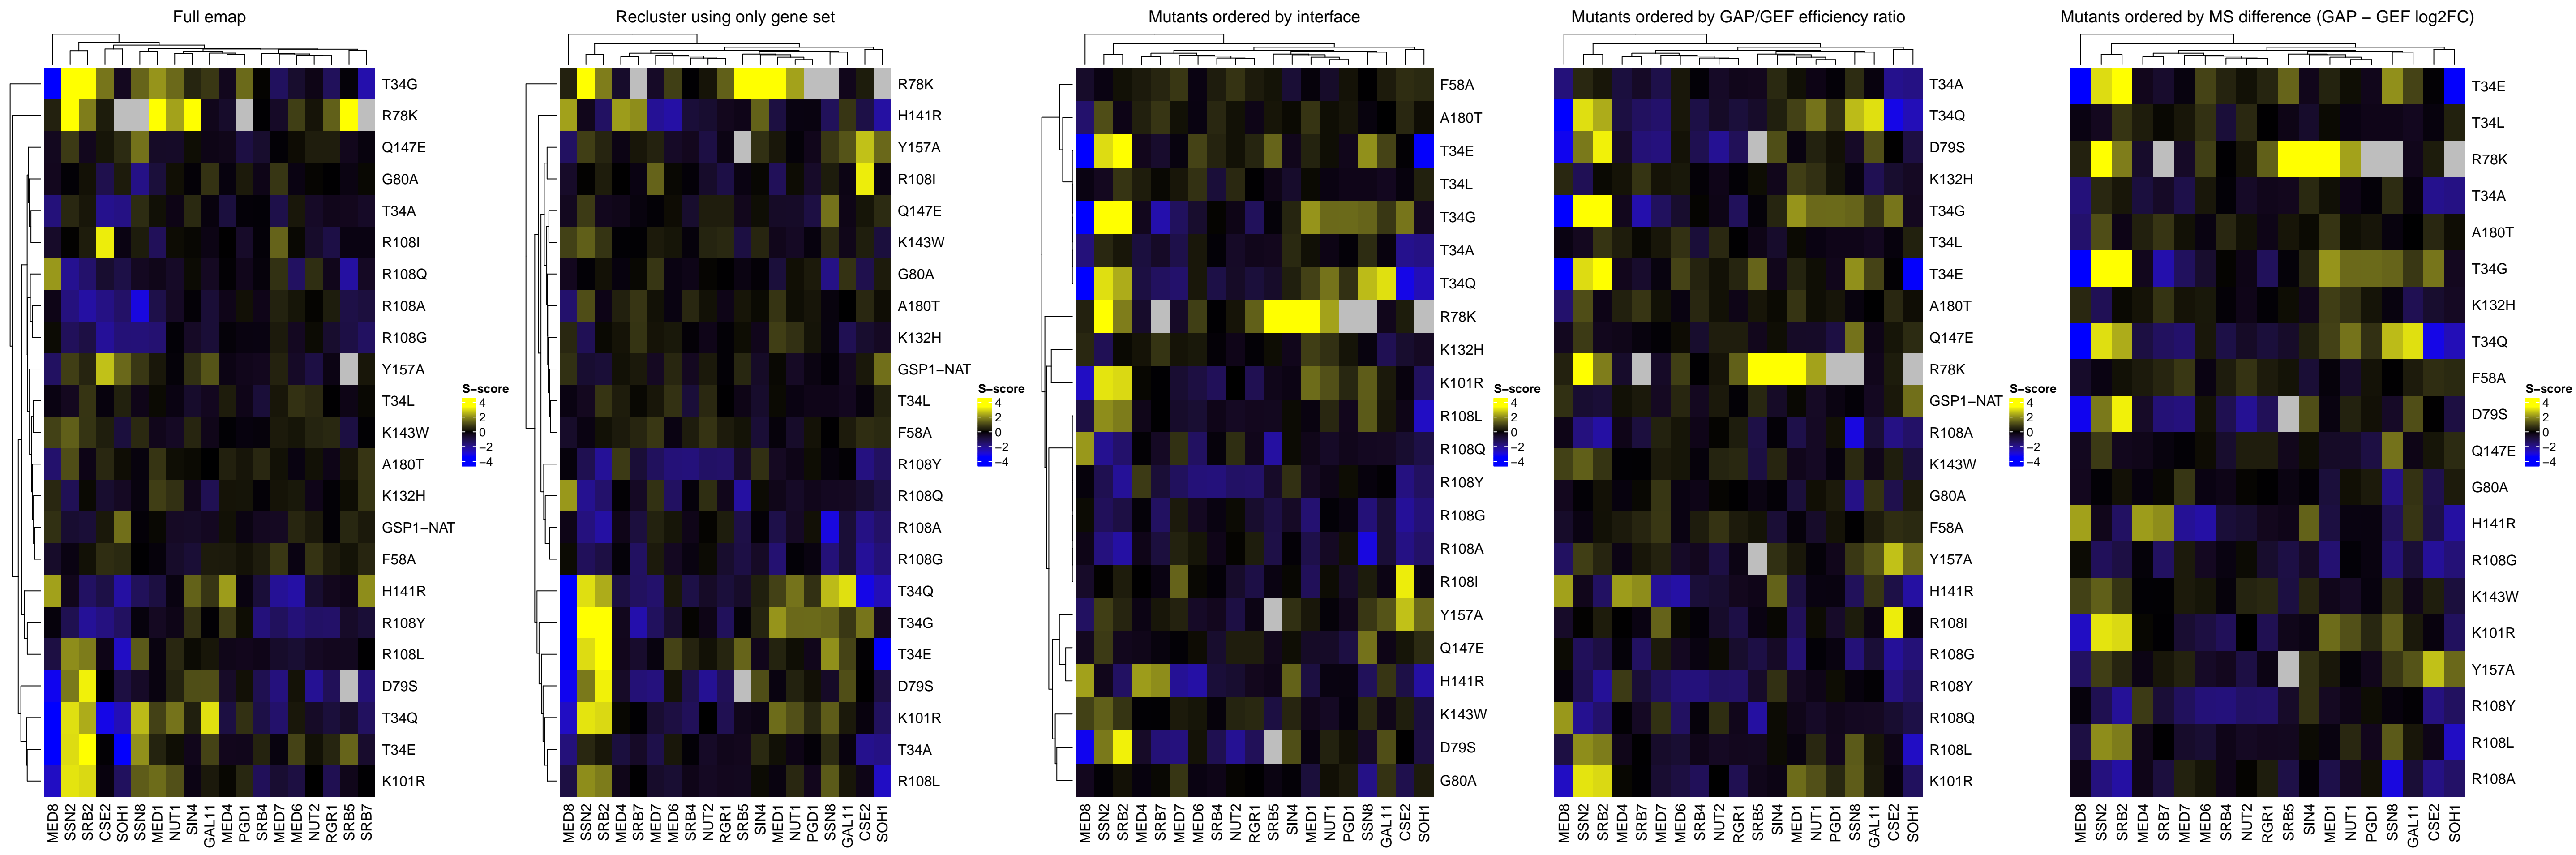 Full emap
T34G
R78K
Q147E
G80A
T34A
R108I
R108Q
R108A
R108G
Y157A
T34L
K143W
A180T
K132H
GSP1−NAT
F58A
H141R
R108Y
R108L
D79S
T34Q
T34E
K101R
MED8 SSN2 SRB2 CSE2 SOH1 SSN8 MED1 NUT1 SIN4 GAL11 MED4 PGD1 SRB4 MED7 MED6 NUT2 RGR1 SRB5 SRB7
S−score
4
2
0
−2
−4
Recluster using only gene set
R78K
H141R
Y157A
R108I
Q147E
K143W
G80A
A180T
K132H
GSP1−NAT
T34L
F58A
R108Y
R108Q
R108A
R108G
T34Q
T34G
T34E
D79S
K101R
T34A
R108L
MED8 SSN2 SRB2 MED4 SRB7 MED7 MED6 SRB4 NUT2 RGR1 SRB5 SIN4 MED1 NUT1 PGD1 SSN8 GAL11 CSE2 SOH1
S−score
4
2
0
−2
−4
Mutants ordered by interface
F58A
A180T
T34E
T34L
T34G
T34A
T34Q
R78K
K132H
K101R
R108L
R108Q
R108Y
R108G
R108A
R108I
Y157A
Q147E
H141R
K143W
D79S
G80A
MED8 SSN2 SRB2 MED4 SRB7 MED7 MED6 SRB4 NUT2 RGR1 SRB5 SIN4 MED1 NUT1 PGD1 SSN8 GAL11 CSE2 SOH1
S−score
4
2
0
−2
−4
Mutants ordered by GAP/GEF efficiency ratio
T34A
T34Q
D79S
K132H
T34G
T34L
T34E
A180T
Q147E
R78K
GSP1−NAT
R108A
K143W
G80A
F58A
Y157A
H141R
R108I
R108G
R108Y
R108Q
R108L
K101R
MED8 SSN2 SRB2 MED4 SRB7 MED7 MED6 SRB4 NUT2 RGR1 SRB5 SIN4 MED1 NUT1 PGD1 SSN8 GAL11 CSE2 SOH1
S−score
4
2
0
−2
−4
Mutants ordered by MS difference (GAP − GEF log2FC)
T34E
T34L
R78K
T34A
A180T
T34G
K132H
T34Q
F58A
D79S
Q147E
G80A
H141R
R108G
K143W
K101R
Y157A
R108Y
R108L
R108A
MED8 SSN2 SRB2 MED4 SRB7 MED7 MED6 SRB4 NUT2 RGR1 SRB5 SIN4 MED1 NUT1 PGD1 SSN8 GAL11 CSE2 SOH1
S−score
4
2
0
−2
−4